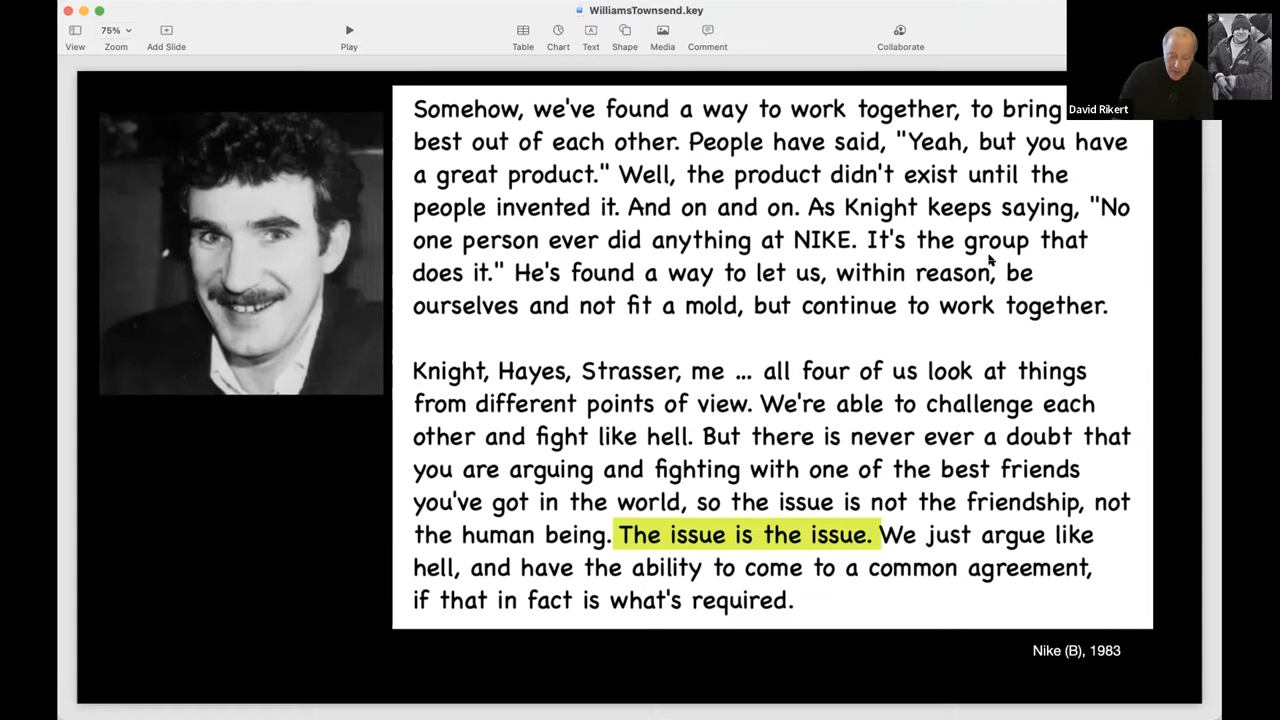 WilliamsTownsend.key
75%
View
Zoom
Add Slide
Play
Table
Chart
Text
Shape
Media
Comment
Collaborate
David Rikert
Somehow, we've found a way to work together, to bring
best out of each other. People have said, "Yeah, but you have
a great product." Well, the product didn't exist until the
people invented it. And on and on. As Knight keeps saying, "No
one person ever did anything at NIKE. It's the group that
does it." He's found a way to let us, within reason, be
ourselves and not fit a mold, but continue to work together.
Knight, Hayes, Strasser, me ... all four of us look at things
from different points of view. We're able to challenge each
other and fight like hell. But there is never ever a doubt that
you are arguing and fighting with one of the best friends
you've got in the world, so the issue is not the friendship, not
the human being. The issue is the issue. We just argue like
hell, and have the ability to come to a common agreement,
if that in fact is what's required.
Nike (B), 1983